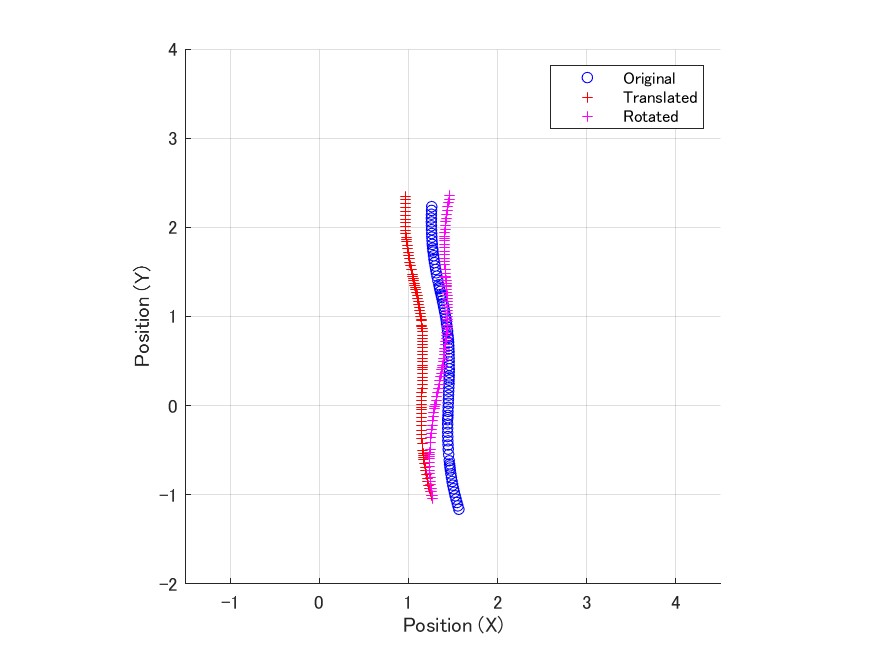 4
3
2
1
0
−1
−2
−1
0
1
2
3
4
Position (X)
Position (Y)
Original
Translated
Rotated